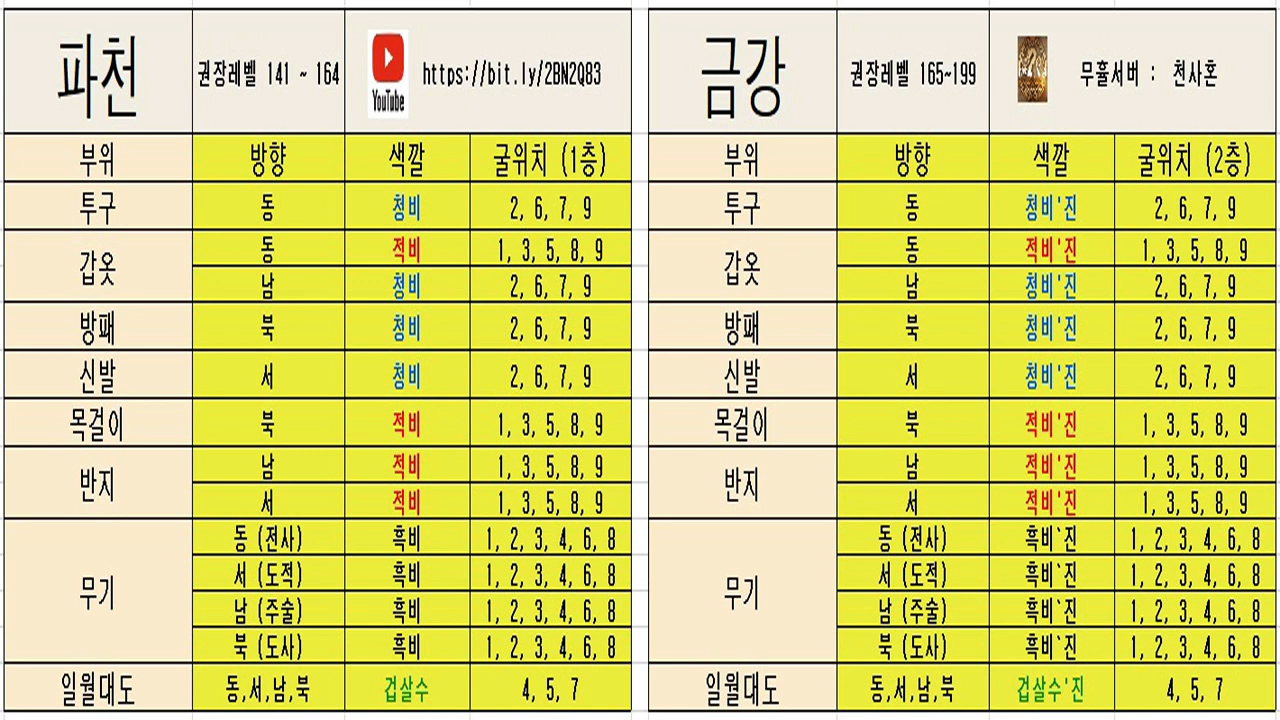 파천 권장레벨 141 ~ 164 YouTube https://bit.ly/2BN2Q83
부위 방향 색깔 굴위치 (1층)
투구 동 청비 2, 6, 7, 9
갑옷 동 적비 1, 3, 5, 8, 9
남 청비 2, 6, 7, 9
방패 북 청비 2, 6, 7, 9
신발 서 청비 2, 6, 7, 9
목걸이 북 적비 1, 3, 5, 8, 9
반지 남 적비 1, 3, 5, 8, 9
서 적비 1, 3, 5, 8, 9
무기 동 (전사) 흑비 1, 2, 3, 4, 6, 8
서 (도적) 흑비 1, 2, 3, 4, 6, 8
남 (주술) 흑비 1, 2, 3, 4, 6, 8
북 (도사) 흑비 1, 2, 3, 4, 6, 8
일월대도 동,서,남,북 겁살수 4, 5, 7
금강 권장레벨 165~199 무휼서버 : 천사혼
부위 방향 색깔 굴위치 (2층)
투구 동 청비'진 2, 6, 7, 9
갑옷 동 적비'진 1, 3, 5, 8, 9
남 청비'진 2, 6, 7, 9
방패 북 청비'진 2, 6, 7, 9
신발 서 청비'진 2, 6, 7, 9
목걸이 북 적비'진 1, 3, 5, 8, 9
반지 남 적비'진 1, 3, 5, 8, 9
서 적비'진 1, 3, 5, 8, 9
무기 동 (전사) 흑비`진 1, 2, 3, 4, 6, 8
서 (도적) 흑비`진 1, 2, 3, 4, 6, 8
남 (주술) 흑비`진 1, 2, 3, 4, 6, 8
북 (도사) 흑비`진 1, 2, 3, 4, 6, 8
일월대도 동,서,남,북 겁살수'진 4, 5, 7